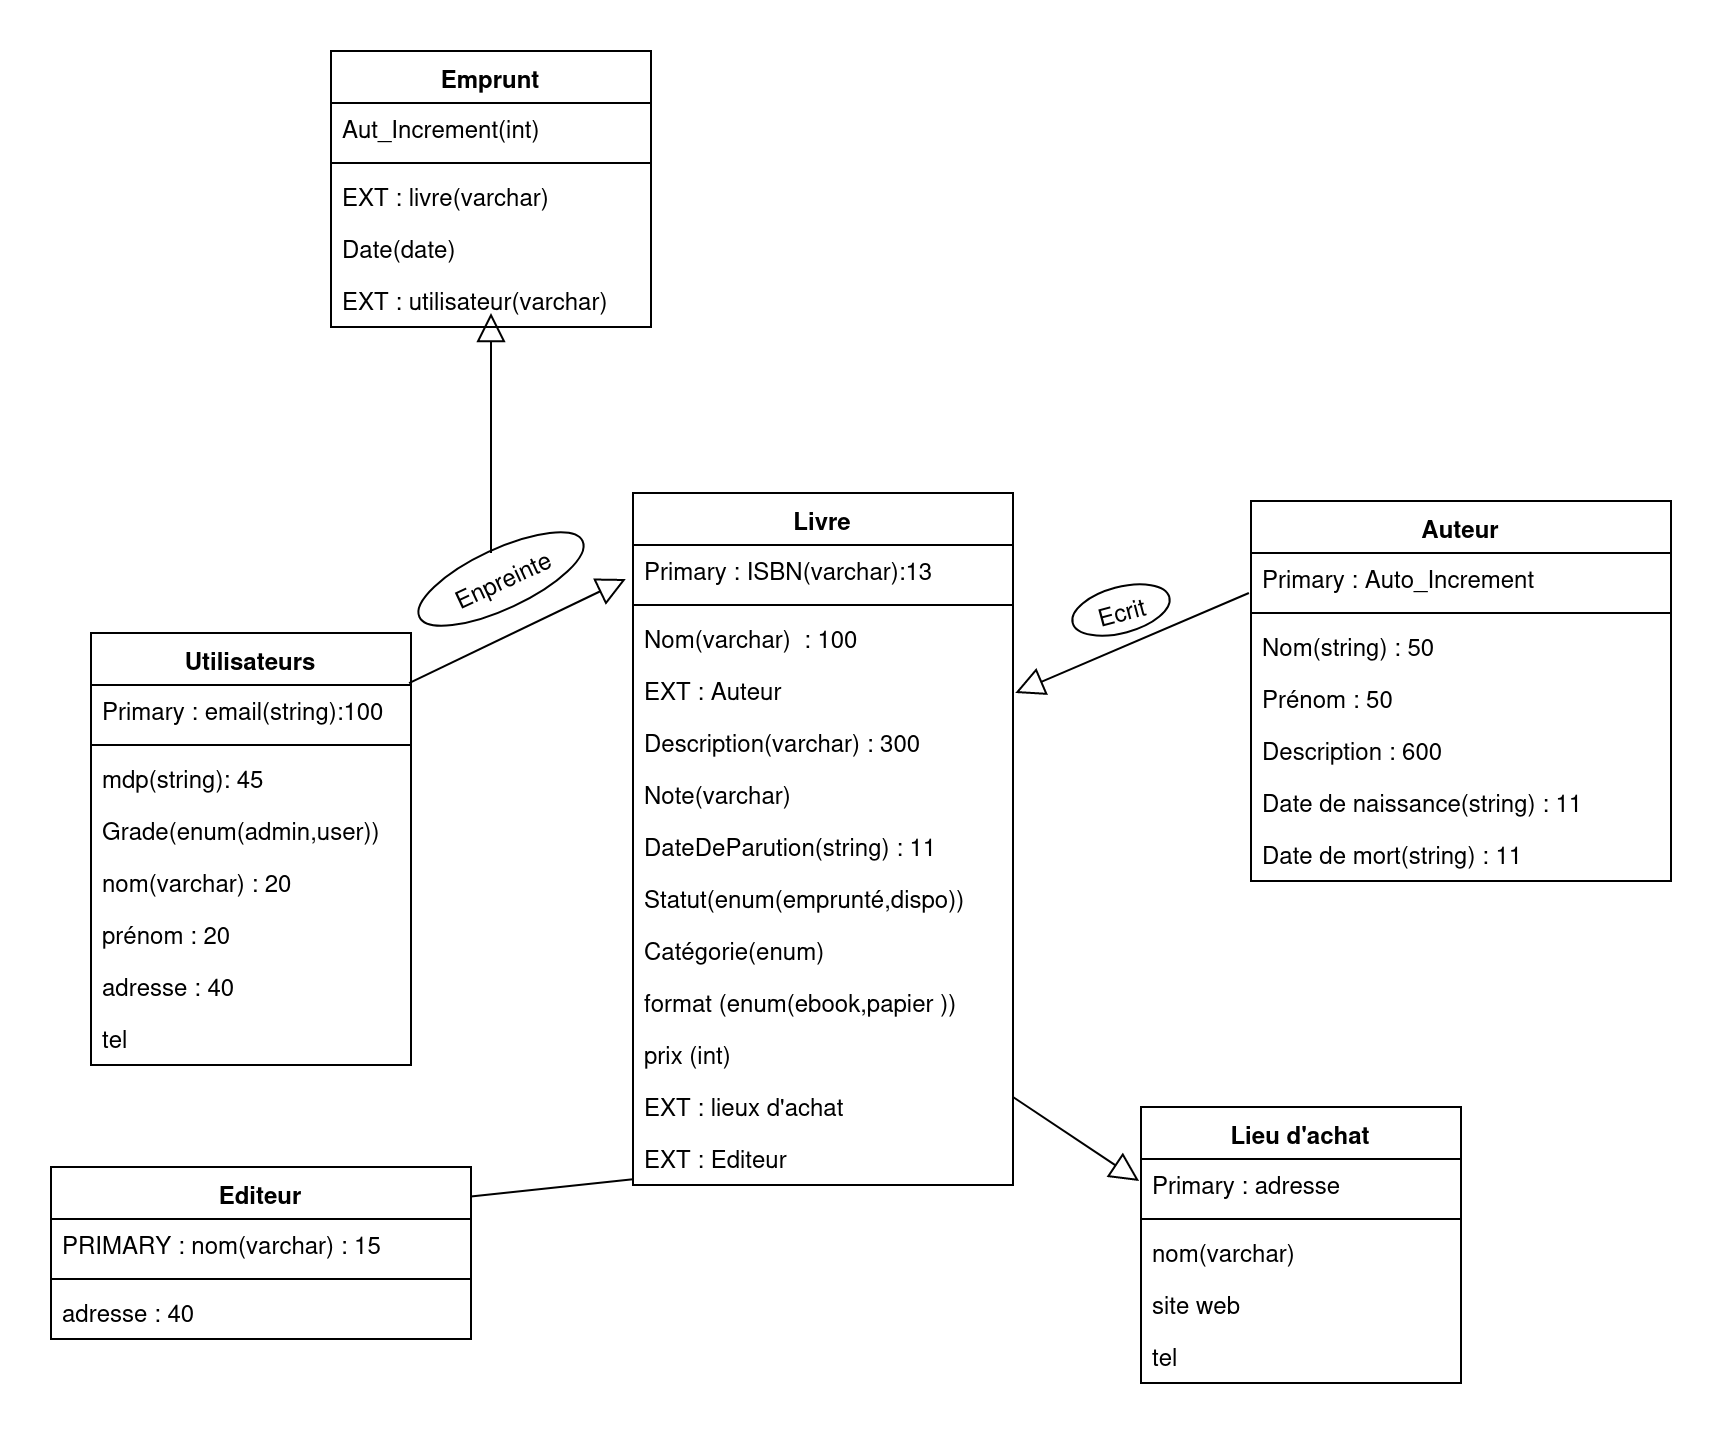 Emprunt
Aut_Increment(int)
EXT : livre(varchar)
Date(date)
EXT : utilisateur(varchar)
Enpreinte
Utilisateurs
Primary : email(string):100
mdp(string): 45
Grade(enum(admin,user))
nom(varchar) : 20
prénom : 20
adresse : 40
tel
Livre
Primary : ISBN(varchar):13
Nom(varchar)  : 100
EXT : Auteur
Description(varchar) : 300
Note(varchar)
DateDeParution(string) : 11
Statut(enum(emprunté,dispo))
Catégorie(enum)
format (enum(ebook,papier ))
prix (int)
EXT : lieux d'achat
EXT : Editeur
Ecrit
Auteur
Primary : Auto_Increment
Nom(string) : 50
Prénom : 50
Description : 600
Date de naissance(string) : 11
Date de mort(string) : 11
Editeur
PRIMARY : nom(varchar) : 15
adresse : 40
Lieu d'achat
Primary : adresse
nom(varchar)
site web
tel